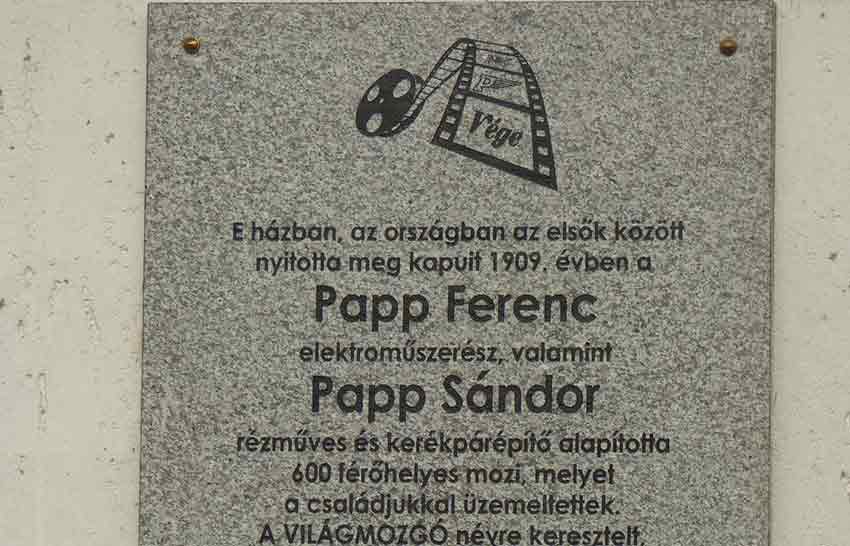 Vége
E házban, az országban az elsők között
nyitotta meg kapuit 1909. évben a
Papp Ferenc
elektroműszerész, valamint
Papp Sándor
rézműves és kerékpárépítő alapította
600 férőhelyes mozi, melyet
a családjukkal üzemeltettek.
A VILÁGMOZGÓ névre keresztelt,